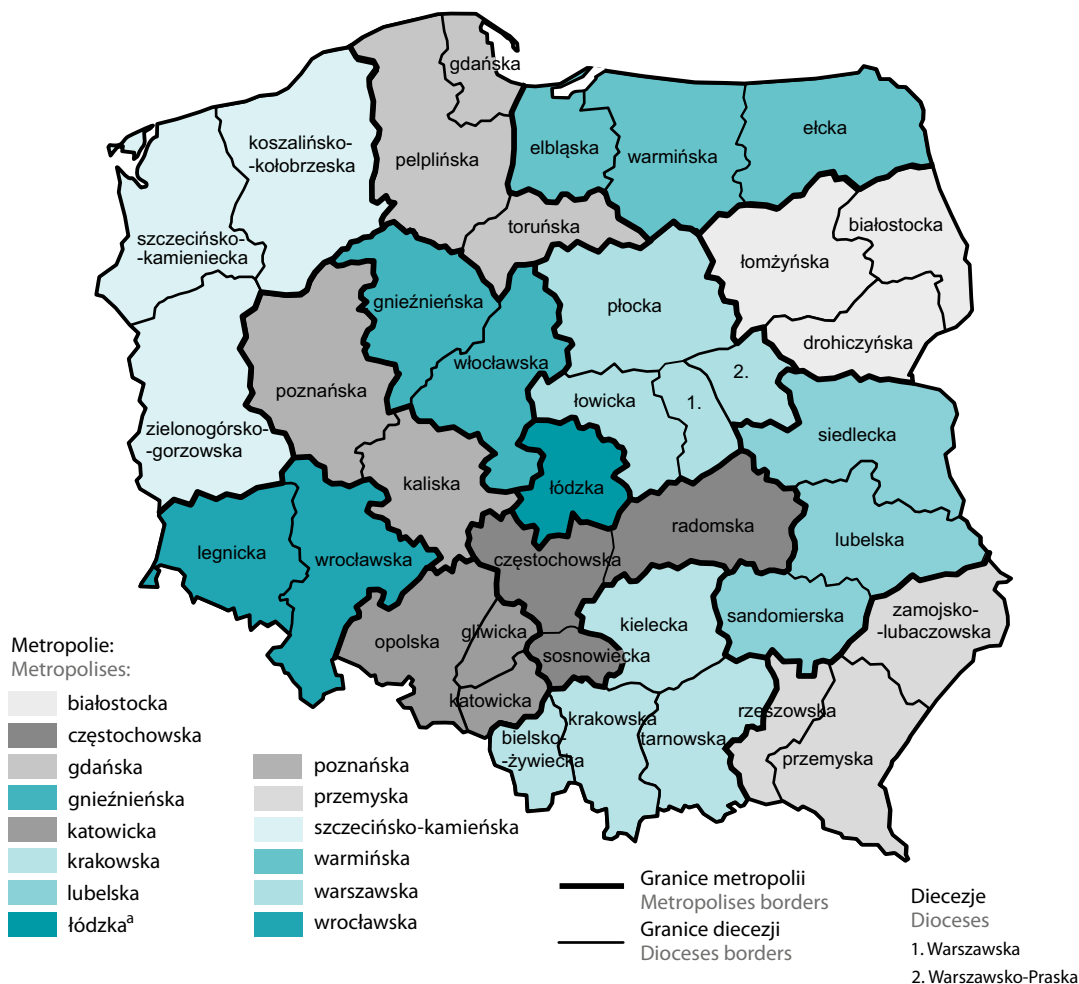 gdańska
koszalińsko-
-kołobrzeska
pelplińska
elbląska
warmińska
ełcka
szczecińsko-
-kamieniecka
toruńska
łomżyńska
białostocka
gnieźnieńska
płocka
drohiczyńska
włocławska
2.
poznańska
łowicka
1.
zielonogórsko-
-gorzowska
siedlecka
kaliska
łódzka
radomska
legnicka
wrocławska
częstochowska
lubelska
opolska
gliwicka
kielecka
sandomierska
zamojsko-
-lubaczowska
sosnowiecka
katowicka
krakowska
rzeszowska
bielsko-
-żywiecka
tarnowska
przemyska
Metropolie:
Metropolises:
białostocka
częstochowska
gdańska
gnieźnieńska
katowicka
krakowska
lubelska
łódzkaª
poznańska
przemyska
szczecińsko-kamieńska
warmińska
warszawska
wrocławska
Granice metropolii
Metropolises borders
Granice diecezji
Dioceses borders
Diecezje
Dioceses
1. Warszawska
2. Warszawsko-Praska